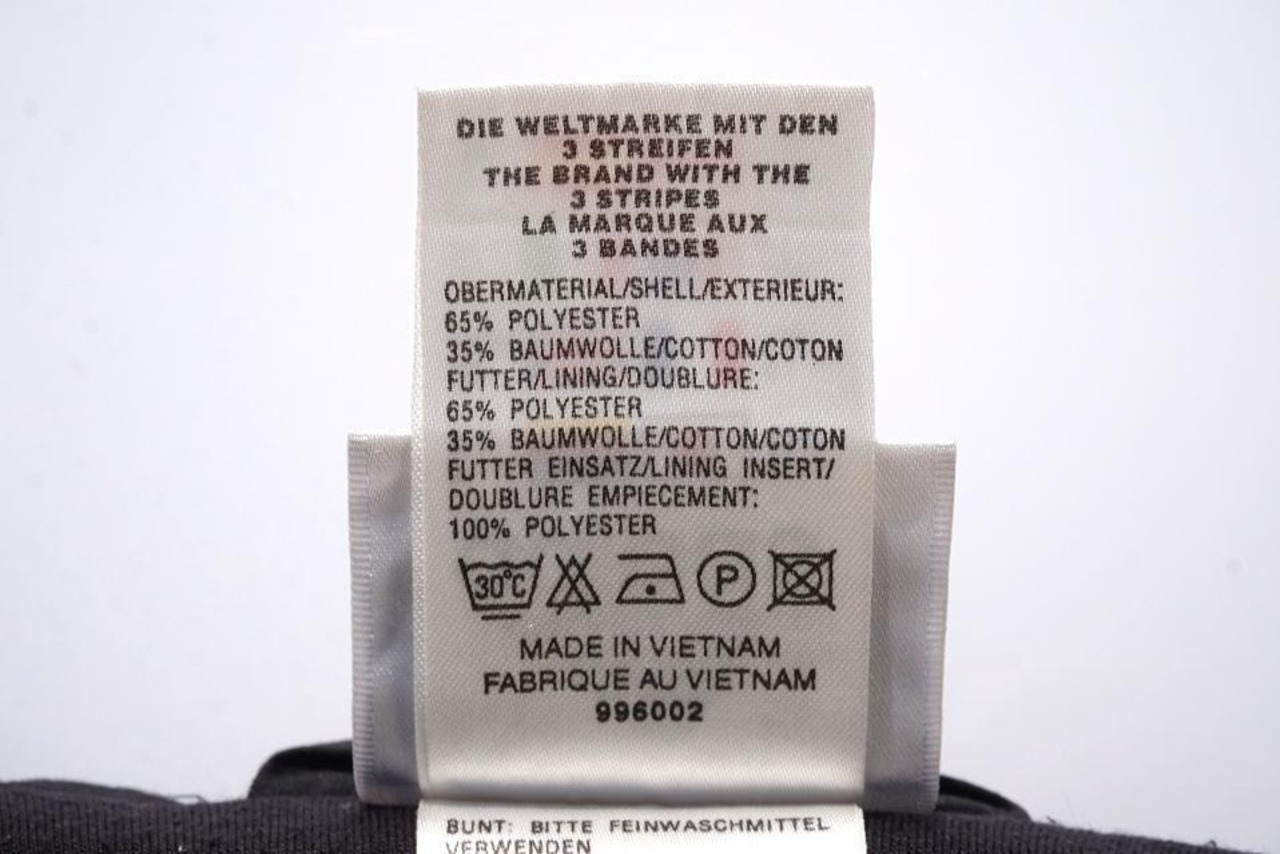 DIE WELTMARKE MIT DEN
3 STREIFEN
THE BRAND WITH THE
3 STRIPES
LA MARQUE AUX
3 BANDES
OBERMATERIAL/SHELL/EXTERIEUR:
65% POLYESTER
35% BAUMWOLLE/COTTON/COTON
FUTTER/LINING/DOUBLURE:
65% POLYESTER
35% BAUMWOLLE/COTTON/COTON
FUTTER EINSATZ/LINING INSERT/
DOUBLURE EMPIECEMENT:
100% POLYESTER
30°C P
MADE IN VIETNAM
FABRIQUE AU VIETNAM
996002
BUNT: BITTE FEINWASCHMITTEL
VERWENDEN